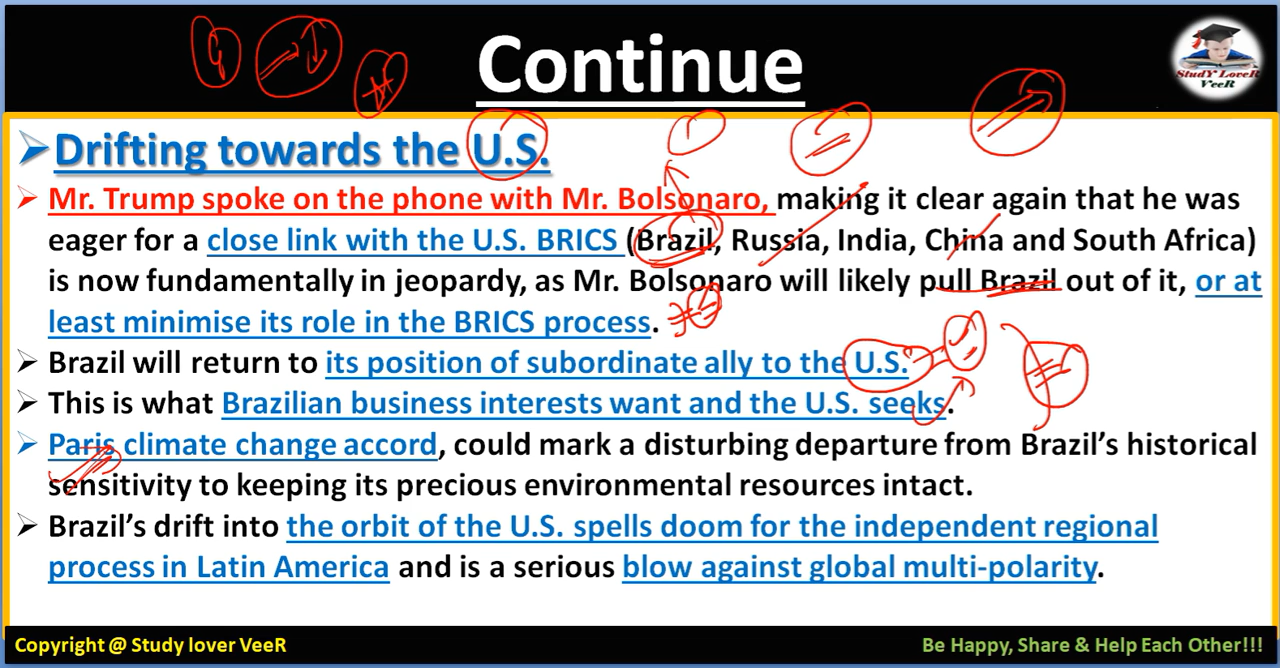 Continue
StudY LoveR
VeeR
Drifting towards the U.S.
Mr. Trump spoke on the phone with Mr. Bolsonaro, making it clear again that he was
eager for a close link with the U.S. BRICS (Brazil, Russia, India, China and South Africa)
is now fundamentally in jeopardy, as Mr. Bolsonaro will likely pull Brazil out of it, or at
least minimise its role in the BRICS process.
Brazil will return to its position of subordinate ally to the U.S.
This is what Brazilian business interests want and the U.S. seeks.
Paris climate change accord, could mark a disturbing departure from Brazil's historical
sensitivity to keeping its precious environmental resources intact.
Brazil's drift into the orbit of the U.S. spells doom for the independent regional
process in Latin America and is a serious blow against global multi-polarity.
Copyright @ Study lover VeeR
Be Happy, Share & Help Each Other!!!